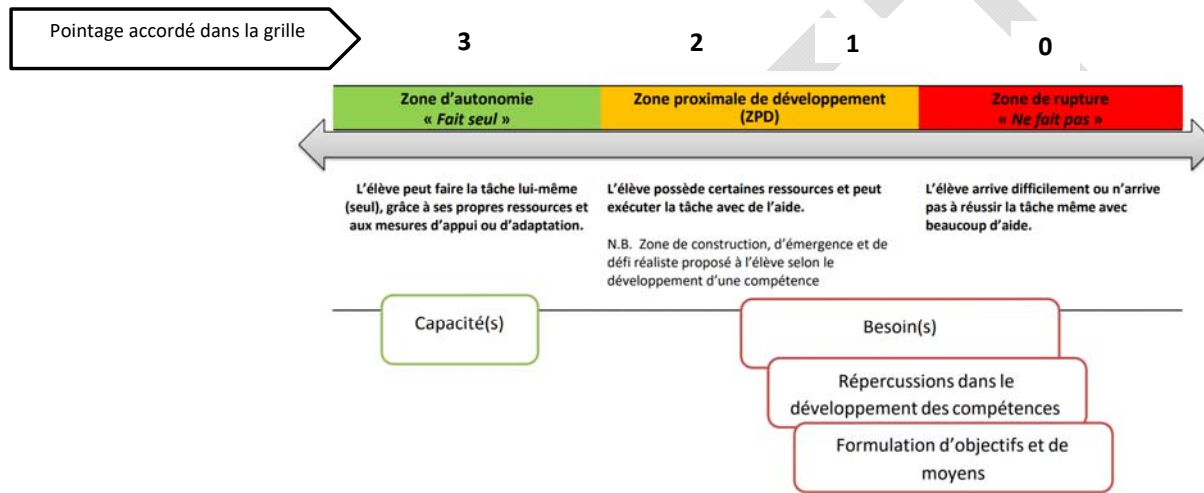 Pointage accordé dans la grille
3
2
1
0
Zone d'autonomie
« Fait seul »
Zone proximale de développement
(ZPD)
Zone de rupture
« Ne fait pas »
L'élève peut faire la tâche lui-même
(seul), grâce à ses propres ressources et
aux mesures d'appui ou d'adaptation.
L'élève possède certaines ressources et peut
exécuter la tâche avec de l'aide.
N.B. Zone de construction, d'émergence et de
défi réaliste proposé à l'élève selon le
développement d'une compétence
L'élève arrive difficilement ou n'arrive
pas à réussir la tâche même avec
beaucoup d'aide.
Capacité(s)
Besoin(s)
Répercussions dans le
développement des compétences
Formulation d'objectifs et de
moyens